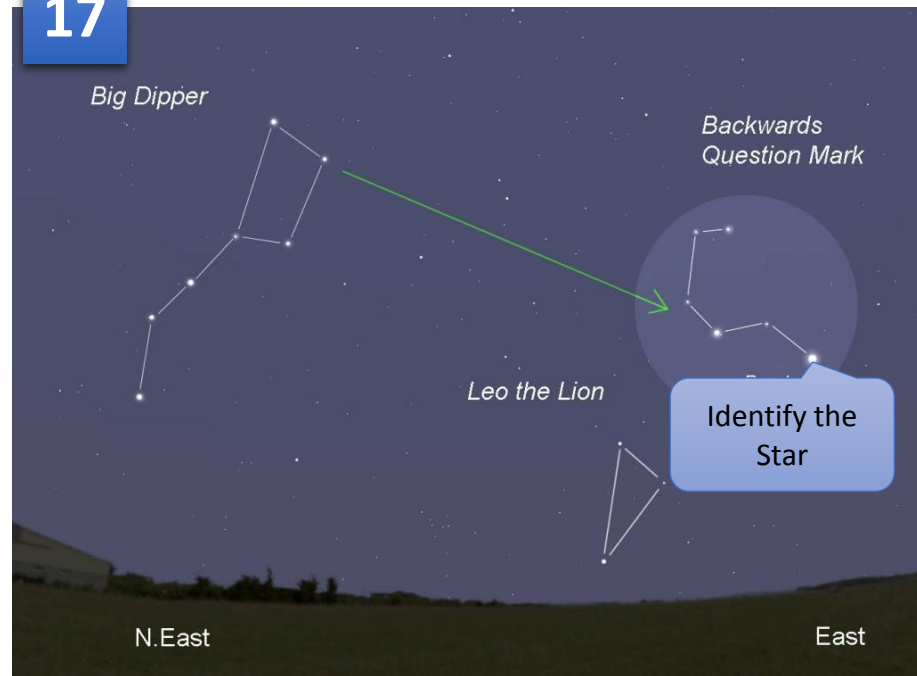 17
Big Dipper
Backwards
Question Mark
Leo the Lion
Identify the
Star
N.East
East